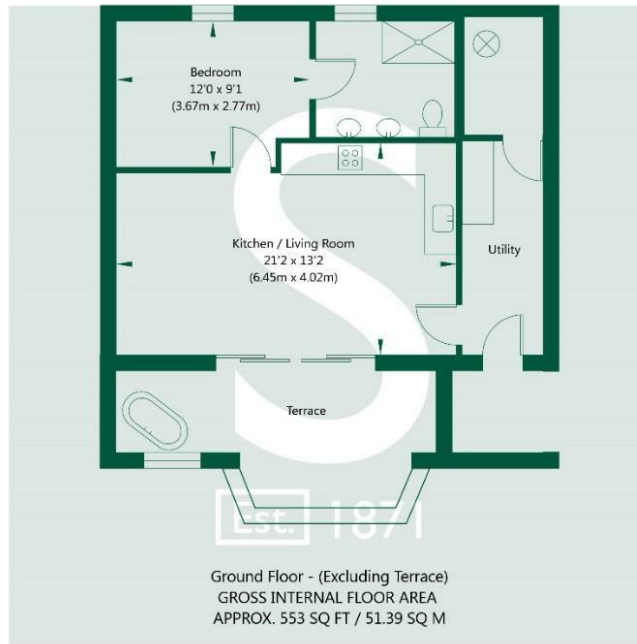 Bedroom
12'0 x 9'1
(3.67m x 2.77m)
Kitchen / Living Room
21'2 x 13'2
(6.45m x 4.02m)
Utility
Terrace
S
Est. 1871
Ground Floor - (Excluding Terrace)
GROSS INTERNAL FLOOR AREA
APPROX. 553 SQ FT / 51.39 SQ M